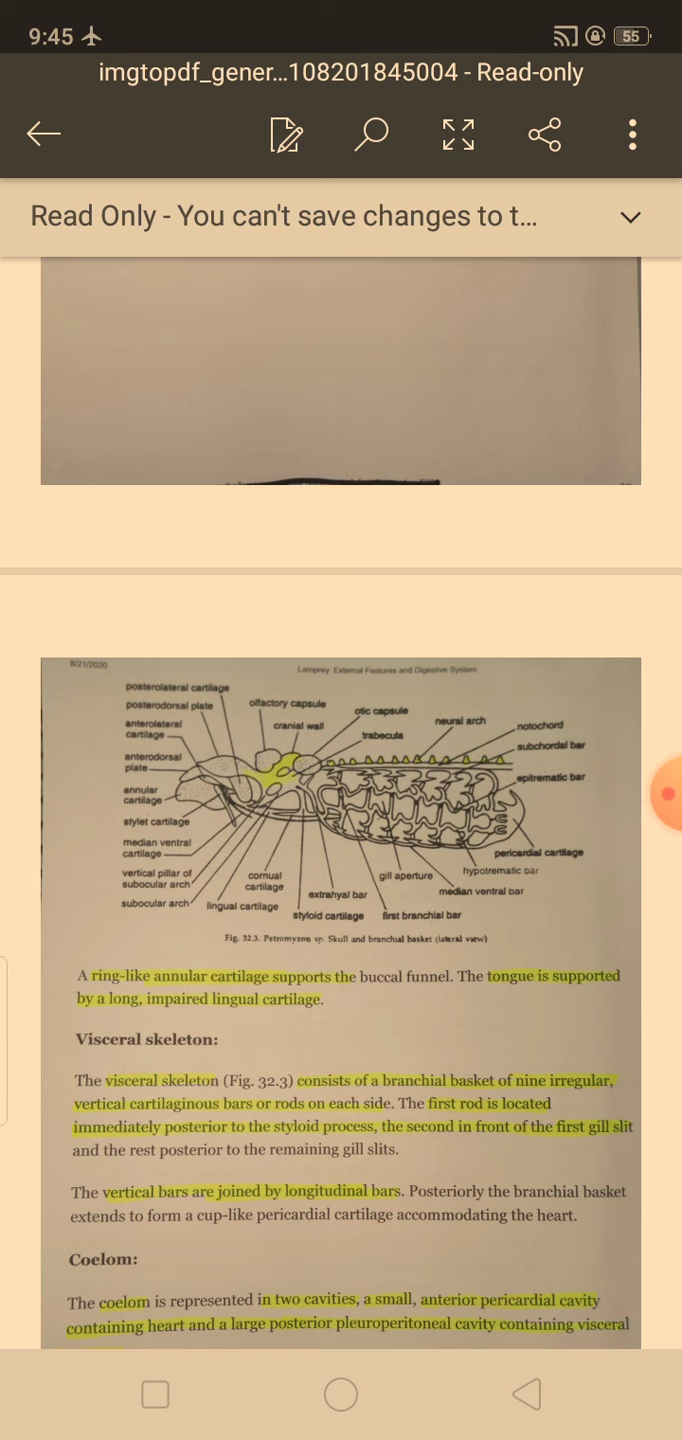 9:45
55
imgtopdf_gener...108201845004 - Read-only
Read Only - You can't save changes to t...
8/21/2020
Lamprey: External Features and Digestive System
posterolateral cartilage
posterodorsal plate
olfactory capsule
otic capsule
anterolateral
cartilage
cranial wall
trabecula
neural arch
notochord
subchordal bar
anterodorsal
plate
epitrematic bar
annular
cartilage
stylet cartilage
median ventral
cartilage
pericardial cartilage
vertical pillar of
subocular arch
cornual
cartilage
gill aperture
hypotrematic bar
extrahyal bar
median ventral bar
subocular arch
lingual cartilage
styloid cartilage
first branchial bar
Fig. 32.3. Petromyzon sp. Skull and branchial basket (lateral view)
A ring-like annular cartilage supports the buccal funnel. The tongue is supported
by a long, impaired lingual cartilage.
Visceral skeleton:
The visceral skeleton (Fig. 32.3) consists of a branchial basket of nine irregular,
vertical cartilaginous bars or rods on each side. The first rod is located
immediately posterior to the styloid process, the second in front of the first gill slit
and the rest posterior to the remaining gill slits.
The vertical bars are joined by longitudinal bars. Posteriorly the branchial basket
extends to form a cup-like pericardial cartilage accommodating the heart.
Coelom:
The coelom is represented in two cavities, a small, anterior pericardial cavity
containing heart and a large posterior pleuroperitoneal cavity containing visceral